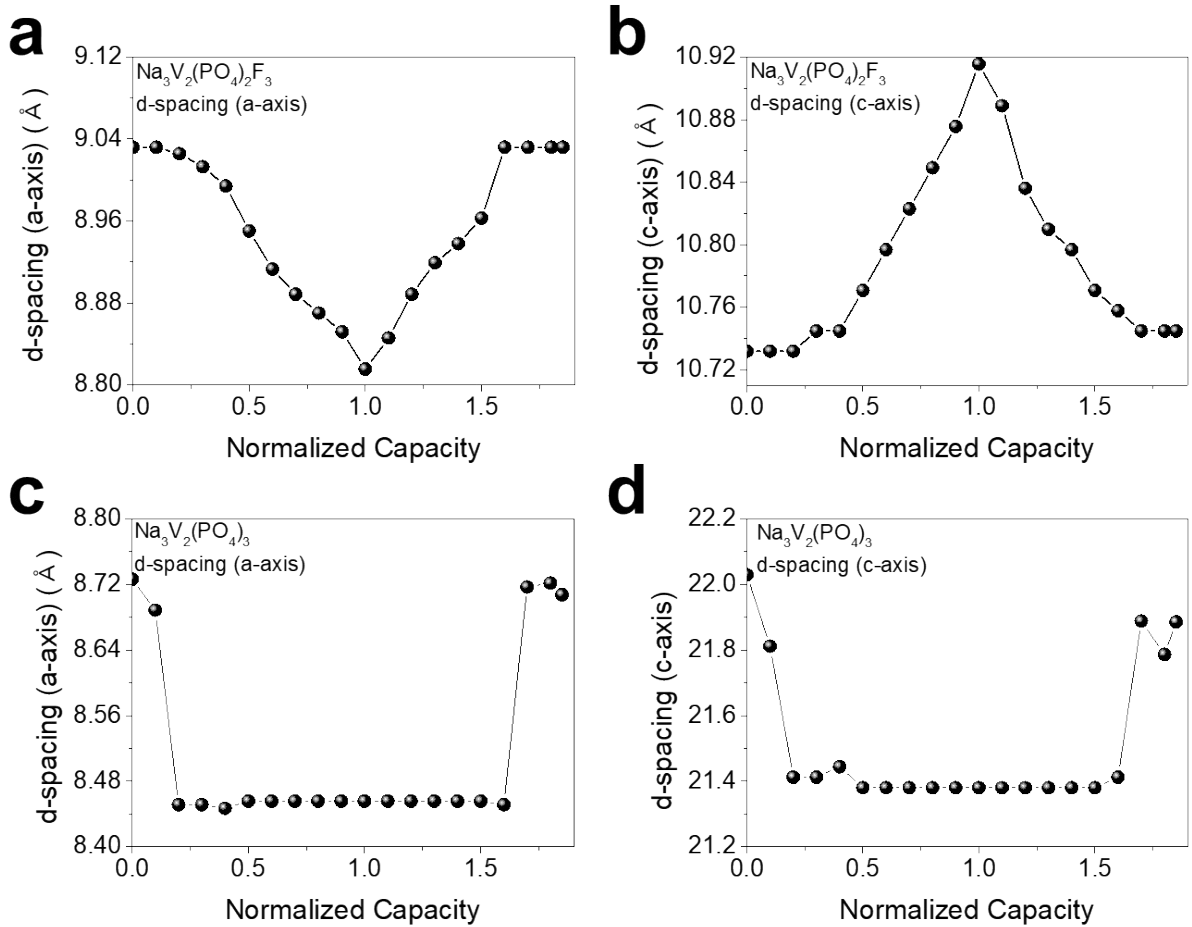 a
Na₃V₂(PO₄)₂F₃
d-spacing (a-axis)
d-spacing (a-axis) (Å)
9.12
9.04
8.96
8.88
8.80
0.0 0.5 1.0 1.5
Normalized Capacity
b
Na₃V₂(PO₄)₂F₃
d-spacing (c-axis)
d-spacing (c-axis) (Å)
10.92
10.88
10.84
10.80
10.76
10.72
0.0 0.5 1.0 1.5
Normalized Capacity
c
Na₃V₂(PO₄)₃
d-spacing (a-axis)
d-spacing (a-axis) (Å)
8.80
8.72
8.64
8.56
8.48
8.40
0.0 0.5 1.0 1.5
Normalized Capacity
d
Na₃V₂(PO₄)₃
d-spacing (c-axis)
d-spacing (c-axis)
22.2
22.0
21.8
21.6
21.4
21.2
0.0 0.5 1.0 1.5
Normalized Capacity